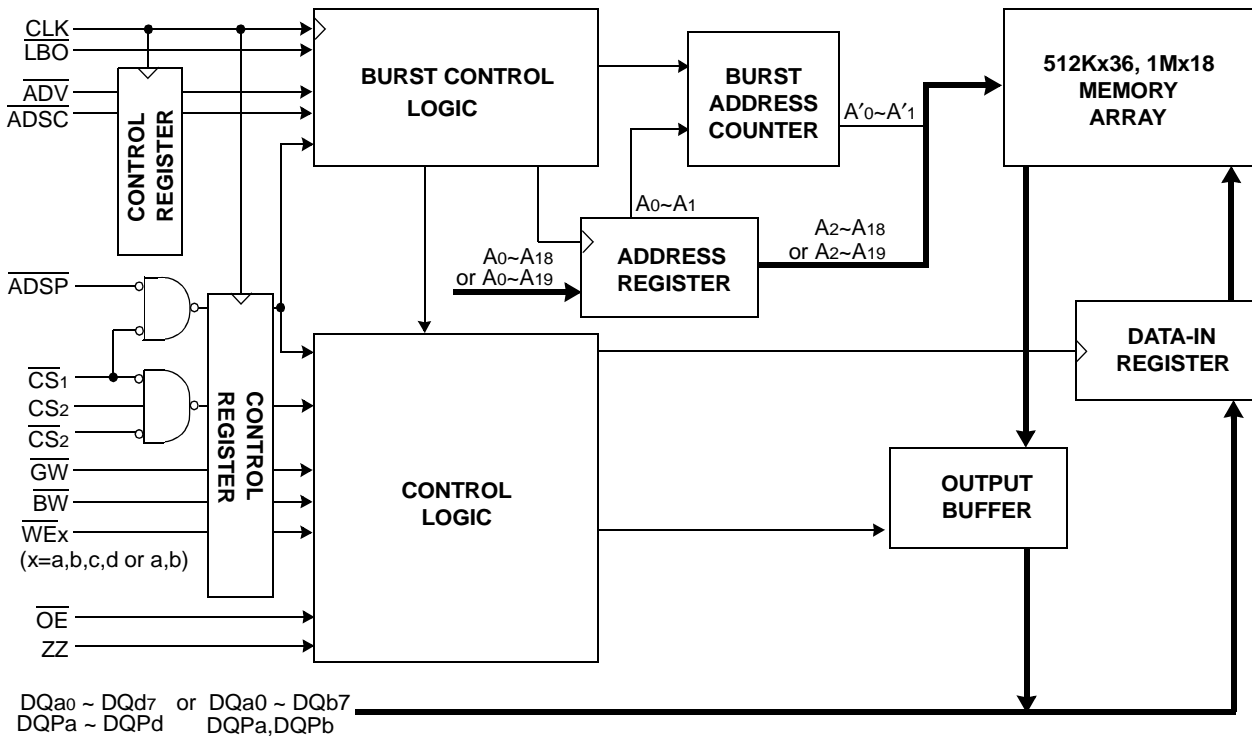 CLK
LBO
ADV
ADSC
CONTROL
REGISTER
BURST CONTROL
LOGIC
BURST
ADDRESS
COUNTER
A′0~A′1
512Kx36, 1Mx18
MEMORY
ARRAY
A0~A1
A0~A18
or A0~A19
ADDRESS
REGISTER
A2~A18
or A2~A19
ADSP
CS1
CS2
CS2
GW
BW
WEx
(x=a,b,c,d or a,b)
CONTROL
REGISTER
CONTROL
LOGIC
DATA-IN
REGISTER
OUTPUT
BUFFER
OE
ZZ
DQa0 ~ DQd7 or DQa0 ~ DQb7
DQPa ~ DQPd DQPa,DQPb